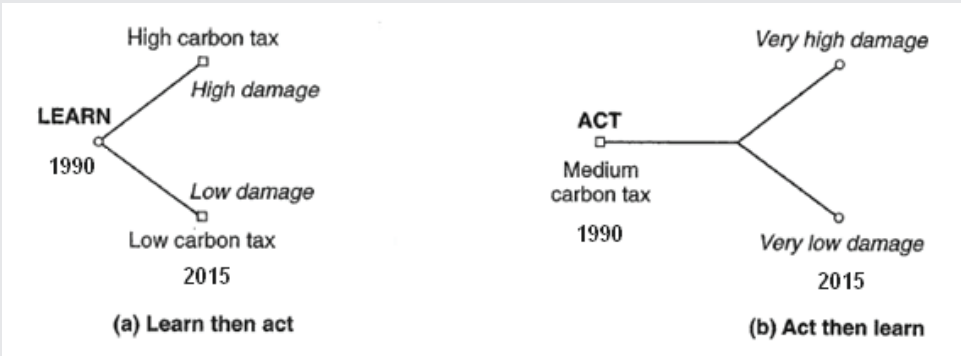 High carbon tax
High damage
LEARN
1990
Low damage
Low carbon tax
2015
(a) Learn then act
Very high damage
ACT
Medium
carbon tax
1990
Very low damage
2015
(b) Act then learn